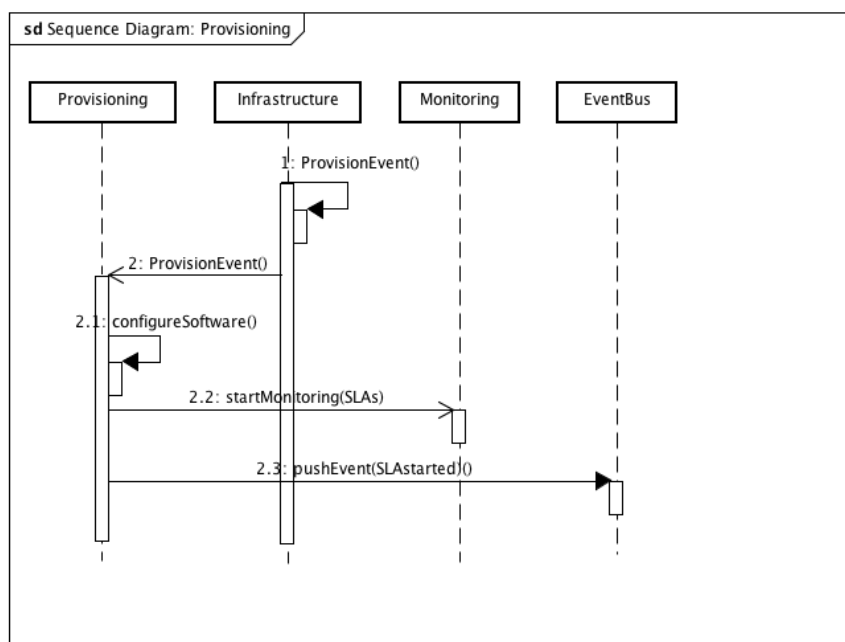 sd Sequence Diagram: Provisioning
Provisioning
Infrastructure
Monitoring
EventBus
1: ProvisionEvent()
2: ProvisionEvent()
2.1: configureSoftware()
2.2: startMonitoring(SLAs)
2.3: pushEvent(SLAstarted)()